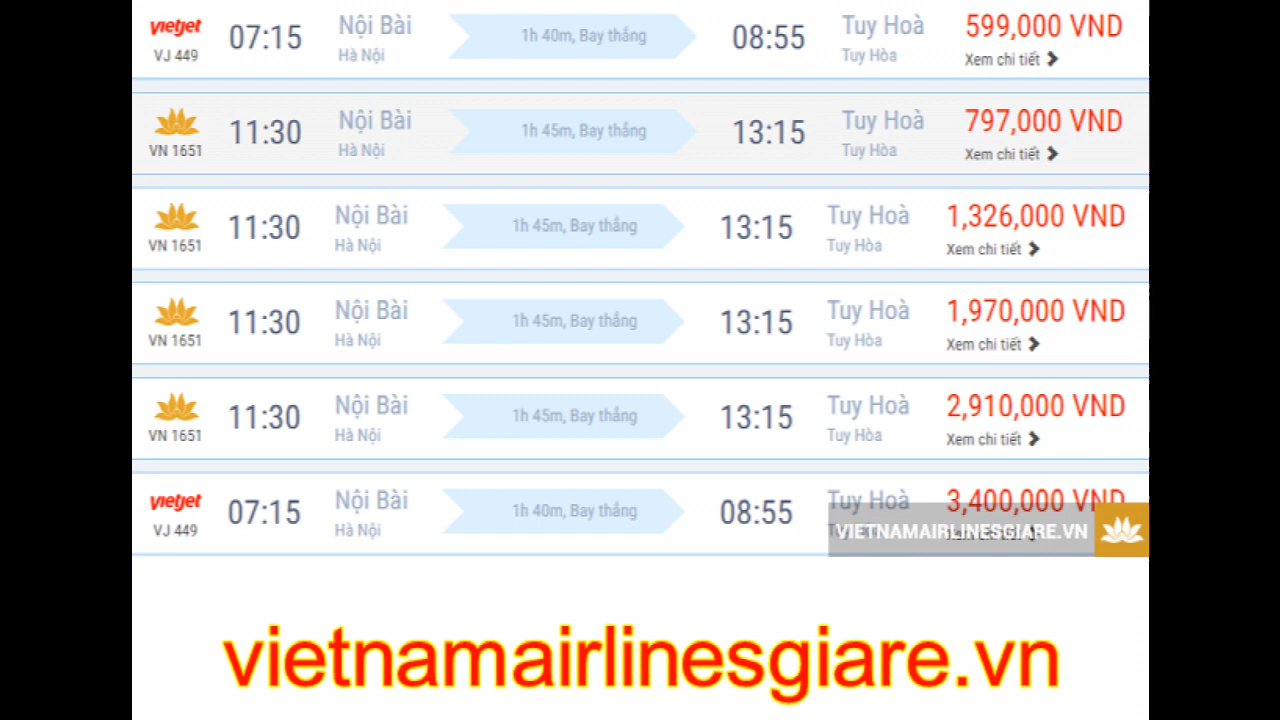 vietjet
VJ 449
07:15
Nội Bài
Hà Nội
1h 40m, Bay thẳng
08:55
Tuy Hoà
Tuy Hòa
599,000 VND
Xem chi tiết
VN 1651
11:30
Nội Bài
Hà Nội
1h 45m, Bay thẳng
13:15
Tuy Hoà
Tuy Hòa
797,000 VND
Xem chi tiết
VN 1651
11:30
Nội Bài
Hà Nội
1h 45m, Bay thẳng
13:15
Tuy Hoà
Tuy Hòa
1,326,000 VND
Xem chi tiết
VN 1651
11:30
Nội Bài
Hà Nội
1h 45m, Bay thẳng
13:15
Tuy Hoà
Tuy Hòa
1,970,000 VND
Xem chi tiết
VN 1651
11:30
Nội Bài
Hà Nội
1h 45m, Bay thẳng
13:15
Tuy Hoà
Tuy Hòa
2,910,000 VND
Xem chi tiết
vietjet
VJ 449
07:15
Nội Bài
Hà Nội
1h 40m, Bay thẳng
08:55
Tuy Hoà
3,400,000 VND
VIETNAMAIRLINESGIARE.VN
vietnamairlinesgiare.vn